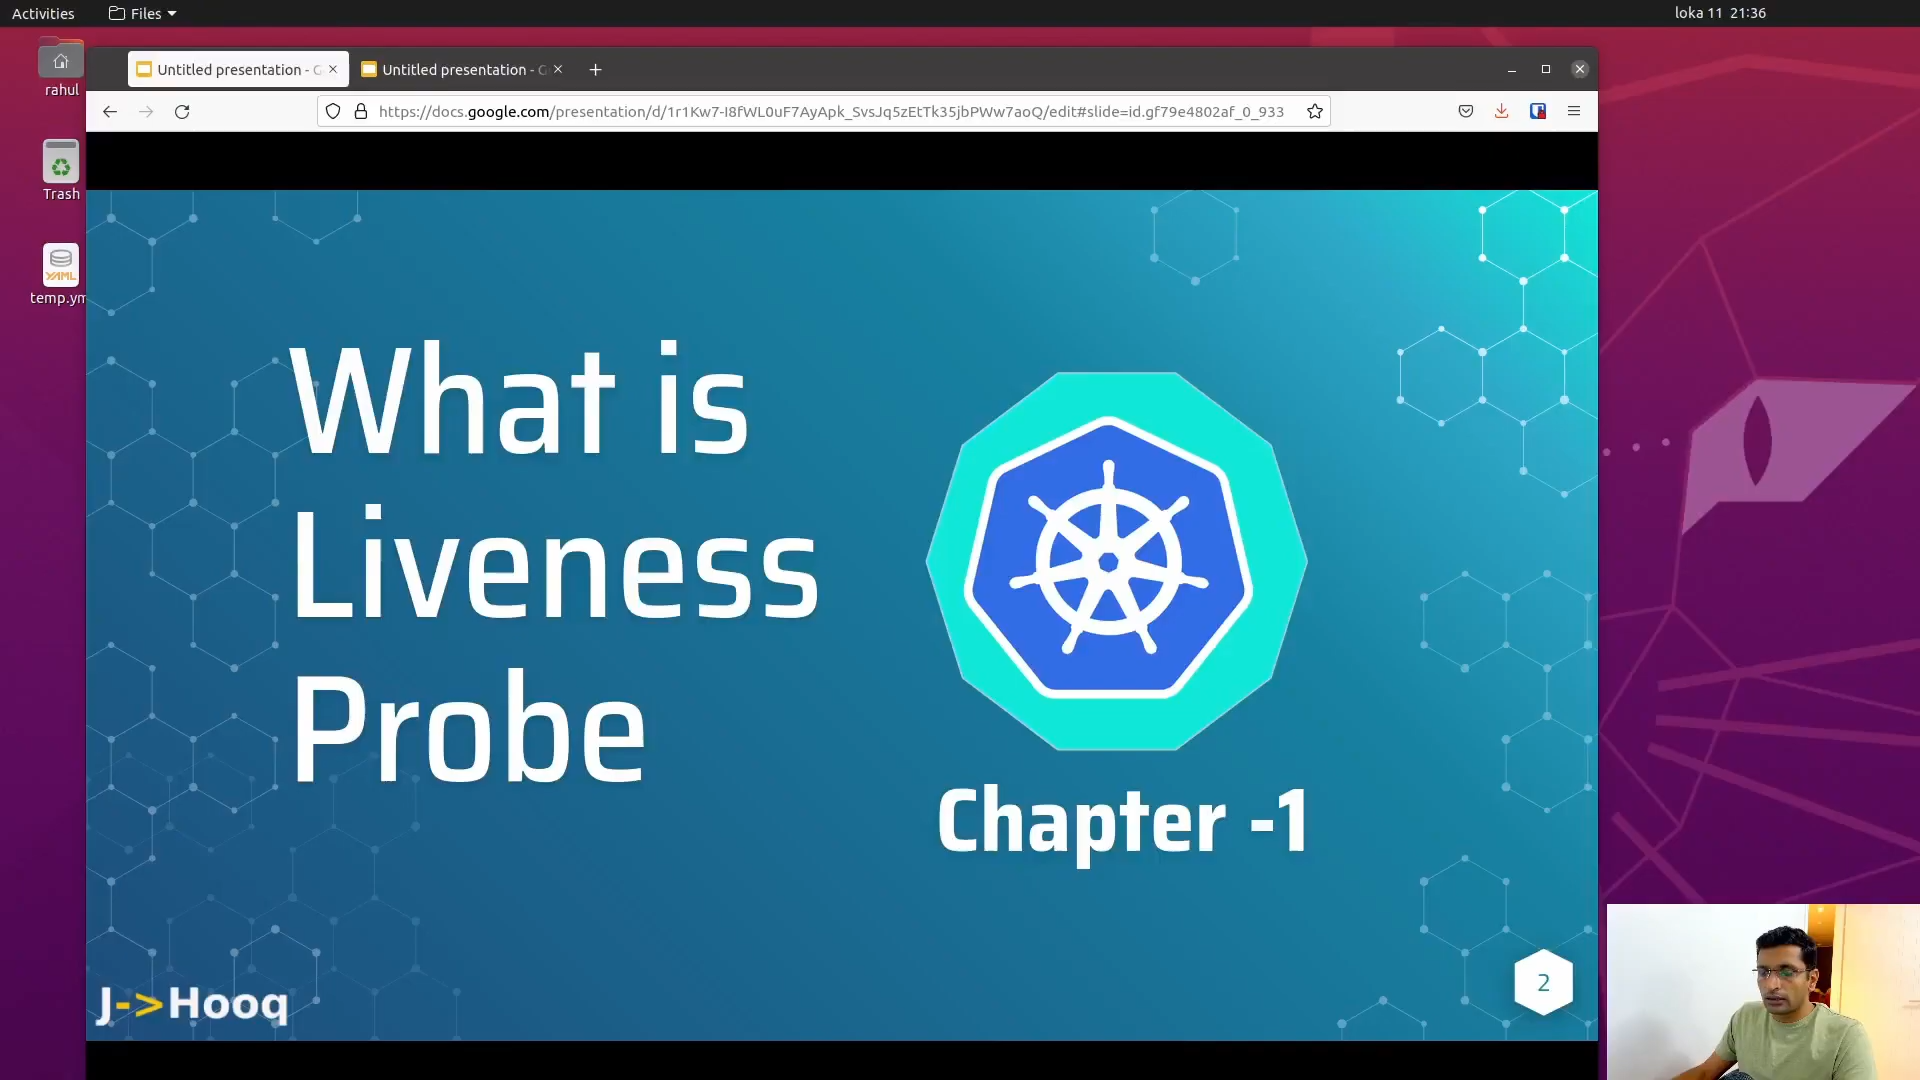 Activities
Files
loka 11 21:36
rahul
Untitled presentation - G
Untitled presentation - G
https://docs.google.com/presentation/d/1r1Kw7-I8fWL0uF7AyApk_SvsJq5zEtTk35jbPWw7aoQ/edit#slide=id.gf79e4802af_0_933
Trash
YAML
temp.ym
What is
Liveness
Probe
Chapter -1
2
J->Hooq